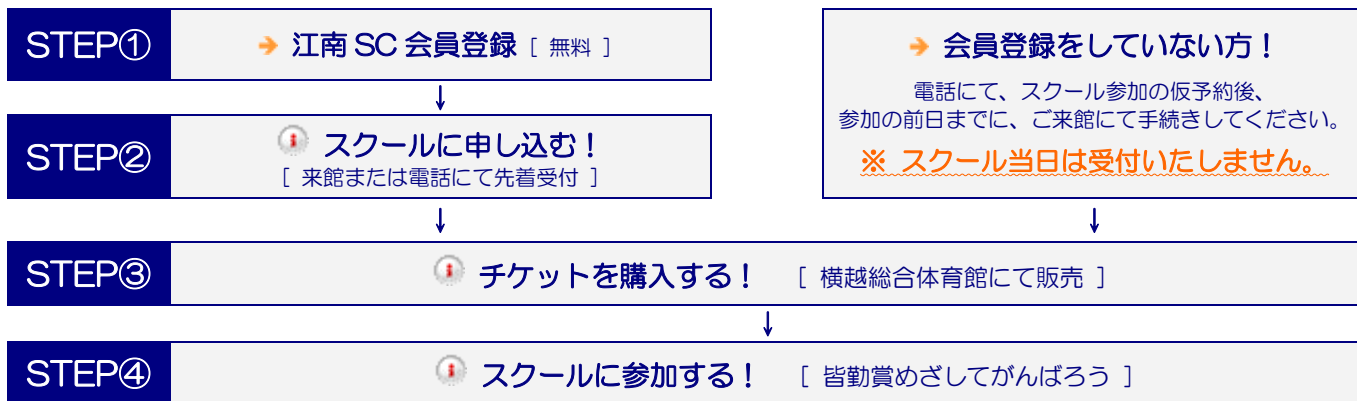 STEP①
江南 SC 会員登録 [ 無料 ]
↓
STEP②
スクールに申し込む！
[ 来館または電話にて先着受付 ]
↓
会員登録をしていない方！
電話にて、スクール参加の仮予約後、
参加の前日までに、ご来館にて手続きしてください。
※ スクール当日は受付いたしません。
↓
STEP③
チケットを購入する！ [ 横越総合体育館にて販売 ]
↓
STEP④
スクールに参加する！ [ 皆勤賞めざしてがんばろう ]